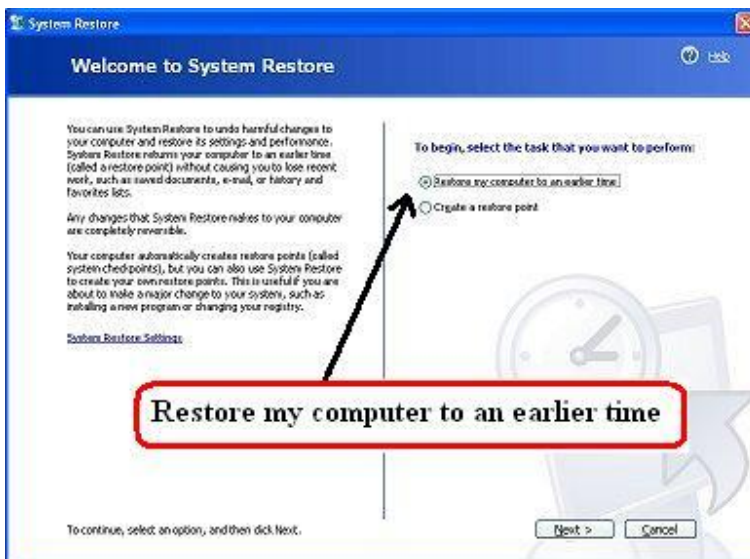 System Restore
Welcome to System Restore
Help
You can use System Restore to undo harmful changes to
your computer and restore its settings and performance.
System Restore returns your computer to an earlier time
(called a restore point) without causing you to lose recent
work, such as saved documents, e-mail, or history and
favorites lists.
Any changes that System Restore makes to your computer
are completely reversible.
Your computer automatically creates restore points (called
system checkpoints), but you can also use System Restore
to create your own restore points. This is useful if you are
about to make a major change to your system, such as
installing a new program or changing your registry.
System Restore Settings
To begin, select the task that you want to perform:
Restore my computer to an earlier time
Create a restore point
Restore my computer to an earlier time
To continue, select an option, and then click Next.
Next >
Cancel